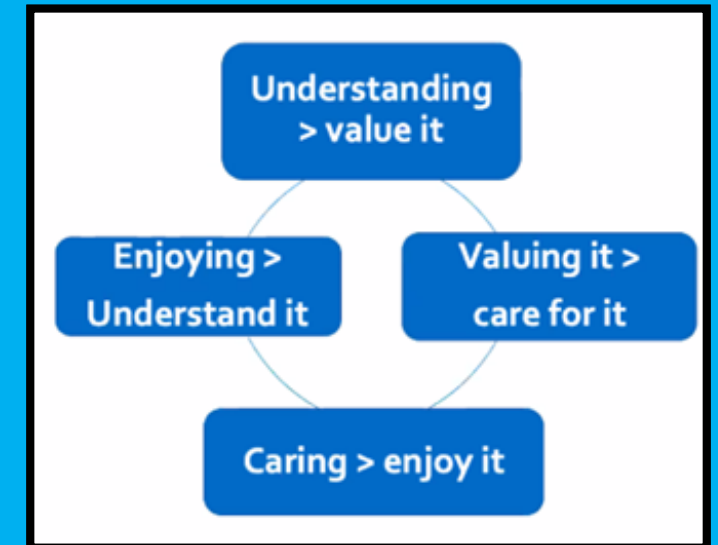 Understanding
> value it
Enjoying >
Understand it
Valuing it >
care for it
Caring > enjoy it